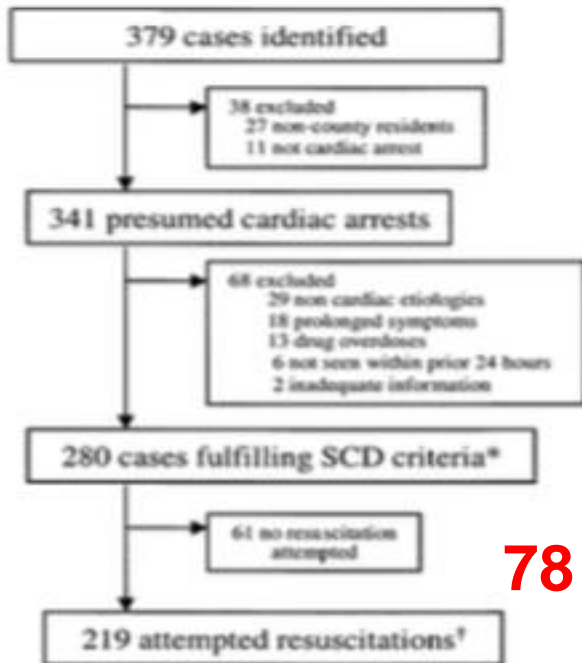 379 cases identified
38 excluded
27 non-county residents
11 not cardiac arrest
341 presumed cardiac arrests
68 excluded
29 non cardiac etiologies
18 prolonged symptoms
13 drug overdoses
6 not seen within prior 24 hours
2 inadequate information
280 cases fulfilling SCD criteria*
61 no resuscitation
attempted
78
219 attempted resuscitations†